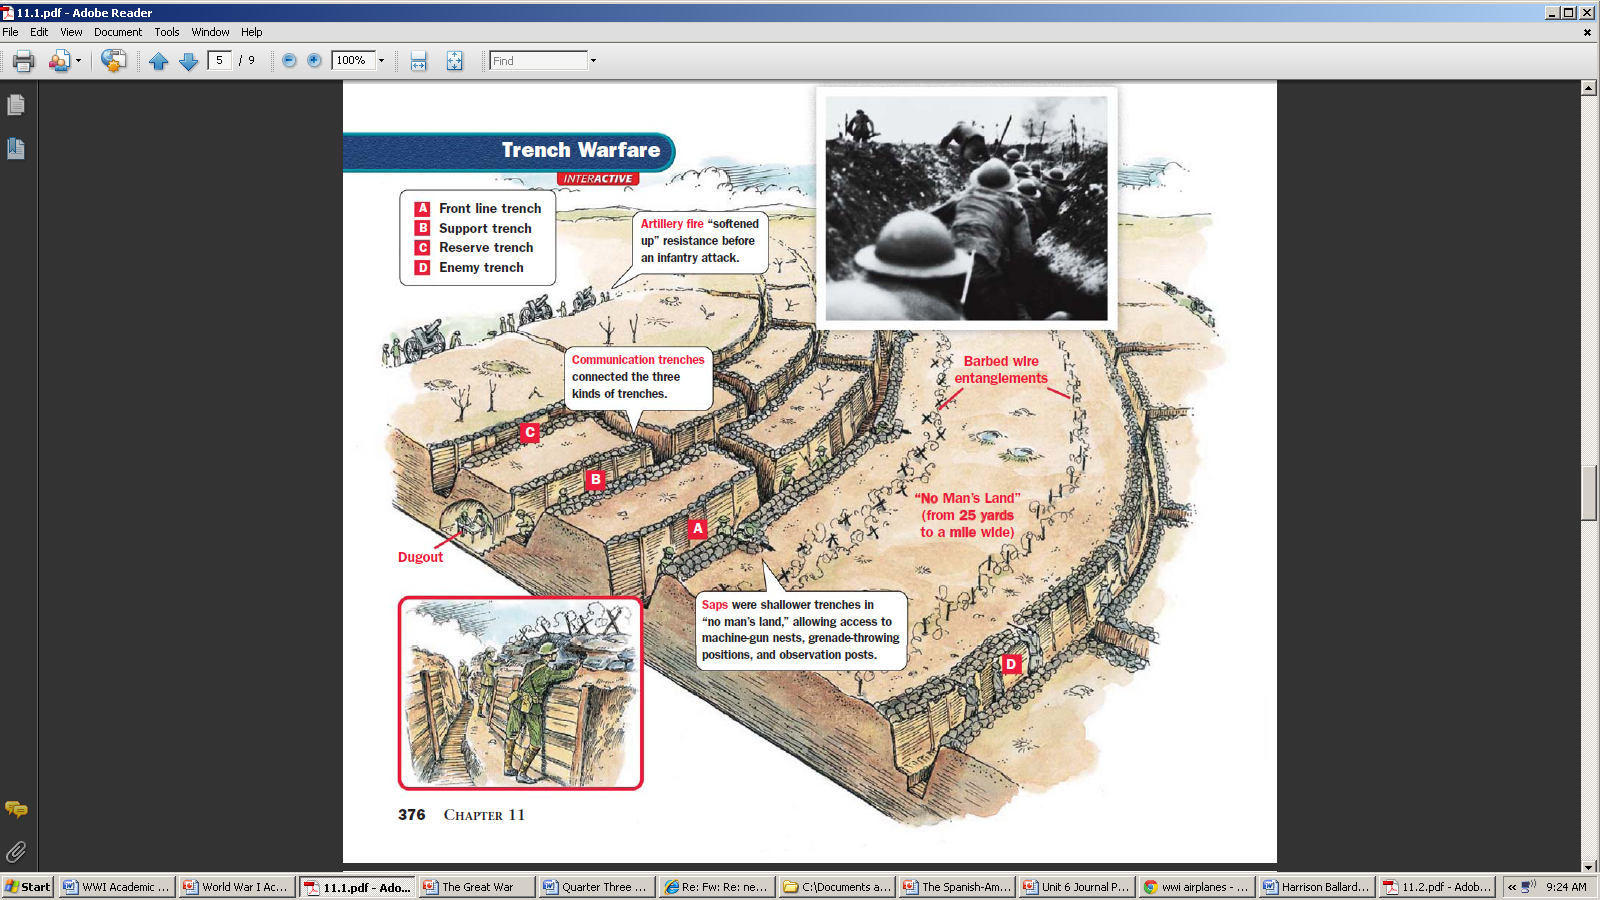 11.1.pdf - Adobe Reader
File Edit View Document Tools Window Help
5 / 9 100% Find
Trench Warfare
INTERACTIVE
A Front line trench
B Support trench
C Reserve trench
D Enemy trench
Artillery fire “softened
up” resistance before
an infantry attack.
Communication trenches
connected the three
kinds of trenches.
Barbed wire
entanglements
C
B
A
“No Man’s Land”
(from 25 yards
to a mile wide)
Dugout
Saps were shallower trenches in
“no man’s land,” allowing access to
machine-gun nests, grenade-throwing
positions, and observation posts.
D
376 CHAPTER 11
Start WWI Academic ... World War I Ac... 11.1.pdf - Ado... The Great War Quarter Three ... Re: Fw: Re: ne... C:\Documents a... The Spanish-Am... Unit 6 Journal P... wwi airplanes - ... Harrison Ballard... 11.2.pdf - Adob... « 9:24 AM